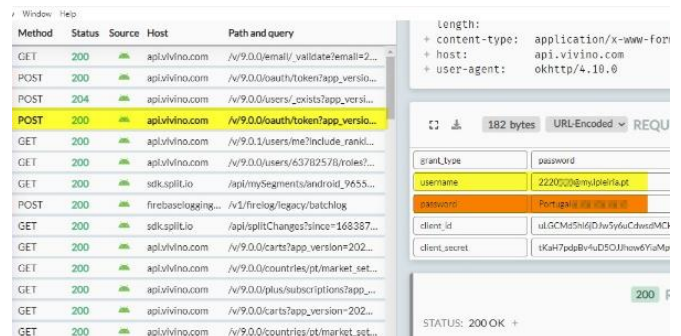 Window Help
Method Status Source Host Path and query
GET 200 api.vivino.com /v/9.0.0/email/_validate?email=2...
POST 200 api.vivino.com /v/9.0.0/oauth/token?app_versio...
POST 204 api.vivino.com /v/9.0.0/users/_exists?app_versi...
POST 200 api.vivino.com /v/9.0.0/oauth/token?app_versio...
GET 200 api.vivino.com /v/9.0.1/users/me?include_ranki...
GET 200 api.vivino.com /v/9.0.0/users/63782578/roles?...
GET 200 sdk.split.io /api/mySegments/android_9655...
POST 200 firebaselogging... /v1/firelog/legacy/batchlog
GET 200 sdk.split.io /api/splitChanges?since=168387...
GET 200 api.vivino.com /v/9.0.0/carts?app_version=202...
GET 200 api.vivino.com /v/9.0.0/countries/pt/market_set...
GET 200 api.vivino.com /v/9.0.0/plus/subscriptions?app_...
GET 200 api.vivino.com /v/9.0.0/carts?app_version=202...
GET 200 api.vivino.com /v/9.0.0/countries/pt/market_set...
length:
+ content-type: application/x-www-for
+ host: api.vivino.com
+ user-agent: okhttp/4.10.0
182 bytes URL-Encoded REQU
grant_type password
username @my.ipleiria.pt
password
client_id
client_secret
200
STATUS: 200 OK +